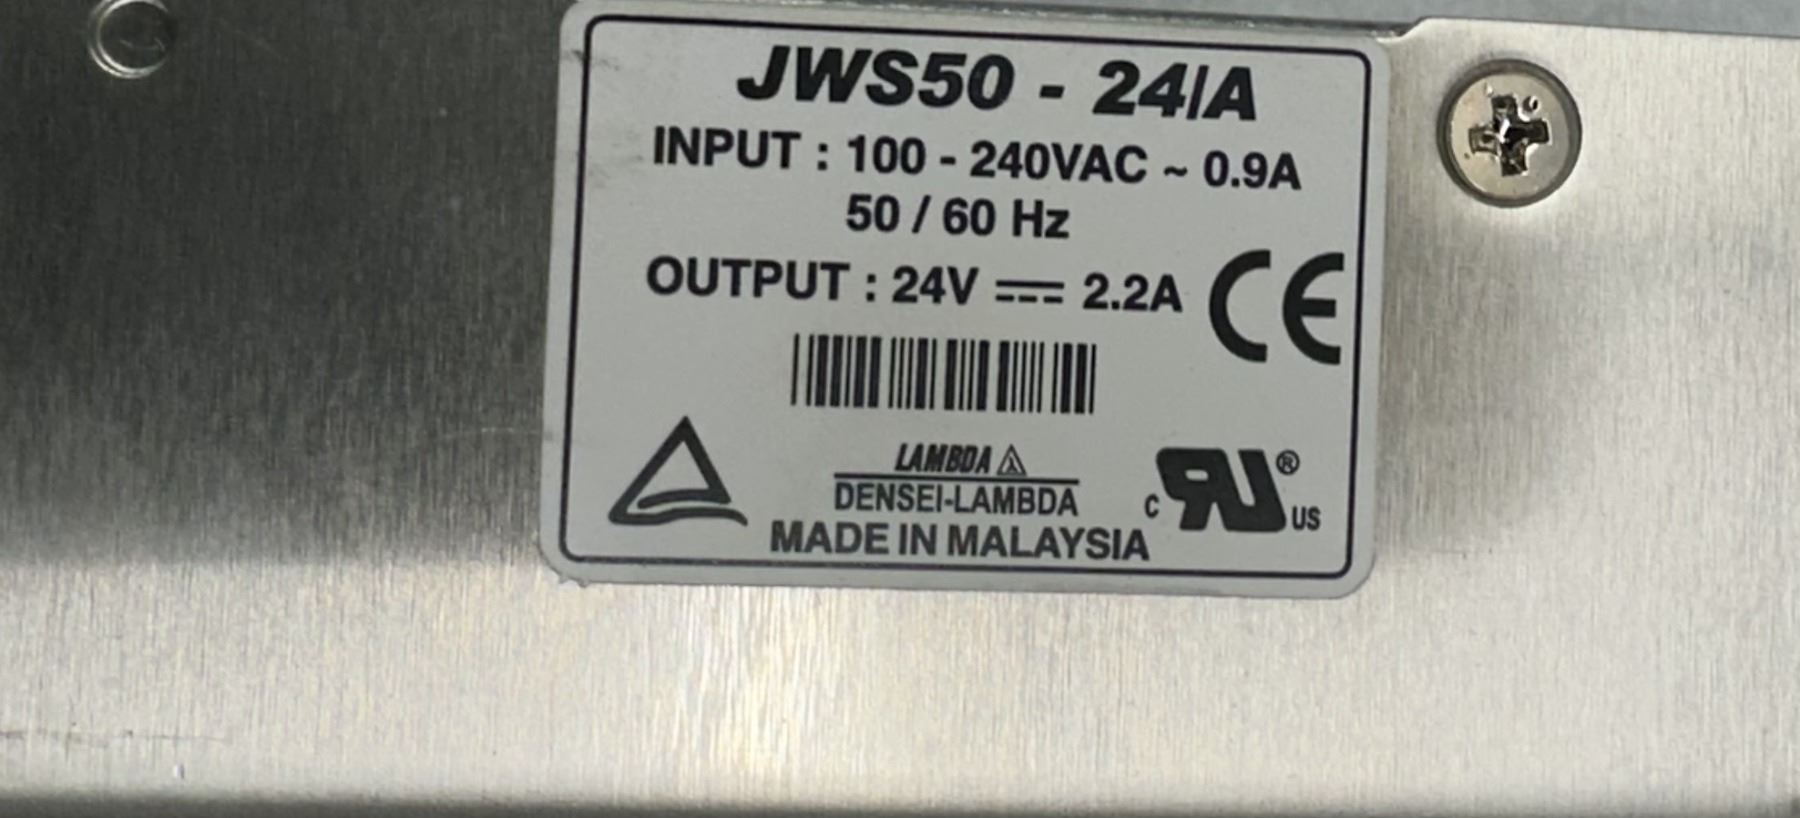 JWS50 - 24/A
INPUT : 100 - 240VAC ~ 0.9A
50 / 60 Hz
OUTPUT : 24V ⎓ 2.2A
CE
LAMBDA
DENSEI-LAMBDA
MADE IN MALAYSIA
C RU® US